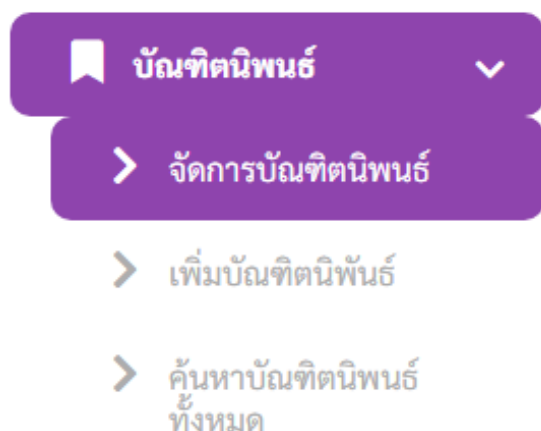 บัณฑิตนิพนธ์
จัดการบัณฑิตนิพนธ์
เพิ่มบัณฑิตนิพันธ์
ค้นหาบัณฑิตนิพนธ์
ทั้งหมด